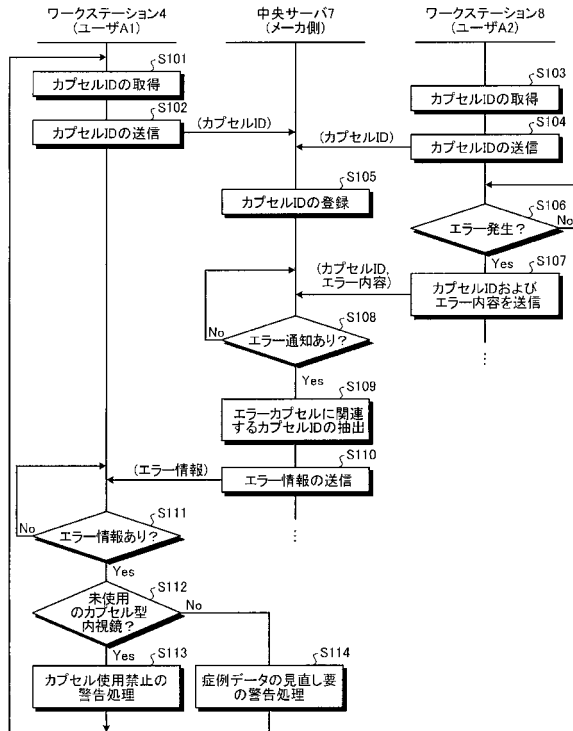 ワークステーション4
(ユーザA1)
中央サーバ7
(メーカ側)
ワークステーション8
(ユーザA2)
S101
カプセルIDの取得
S102
カプセルIDの送信
(カプセルID)
S103
カプセルIDの取得
S104
カプセルIDの送信
(カプセルID)
S105
カプセルIDの登録
S106
エラー発生?
No
Yes
S107
カプセルIDおよび
エラー内容を送信
(カプセルID,
エラー内容)
S108
エラー通知あり?
No
Yes
S109
エラーカプセルに関連
するカプセルIDの抽出
S110
エラー情報の送信
(エラー情報)
S111
エラー情報あり?
No
Yes
S112
未使用
のカプセル型
内視鏡?
No
Yes
S113
カプセル使用禁止の
警告処理
S114
症例データの見直し要
の警告処理